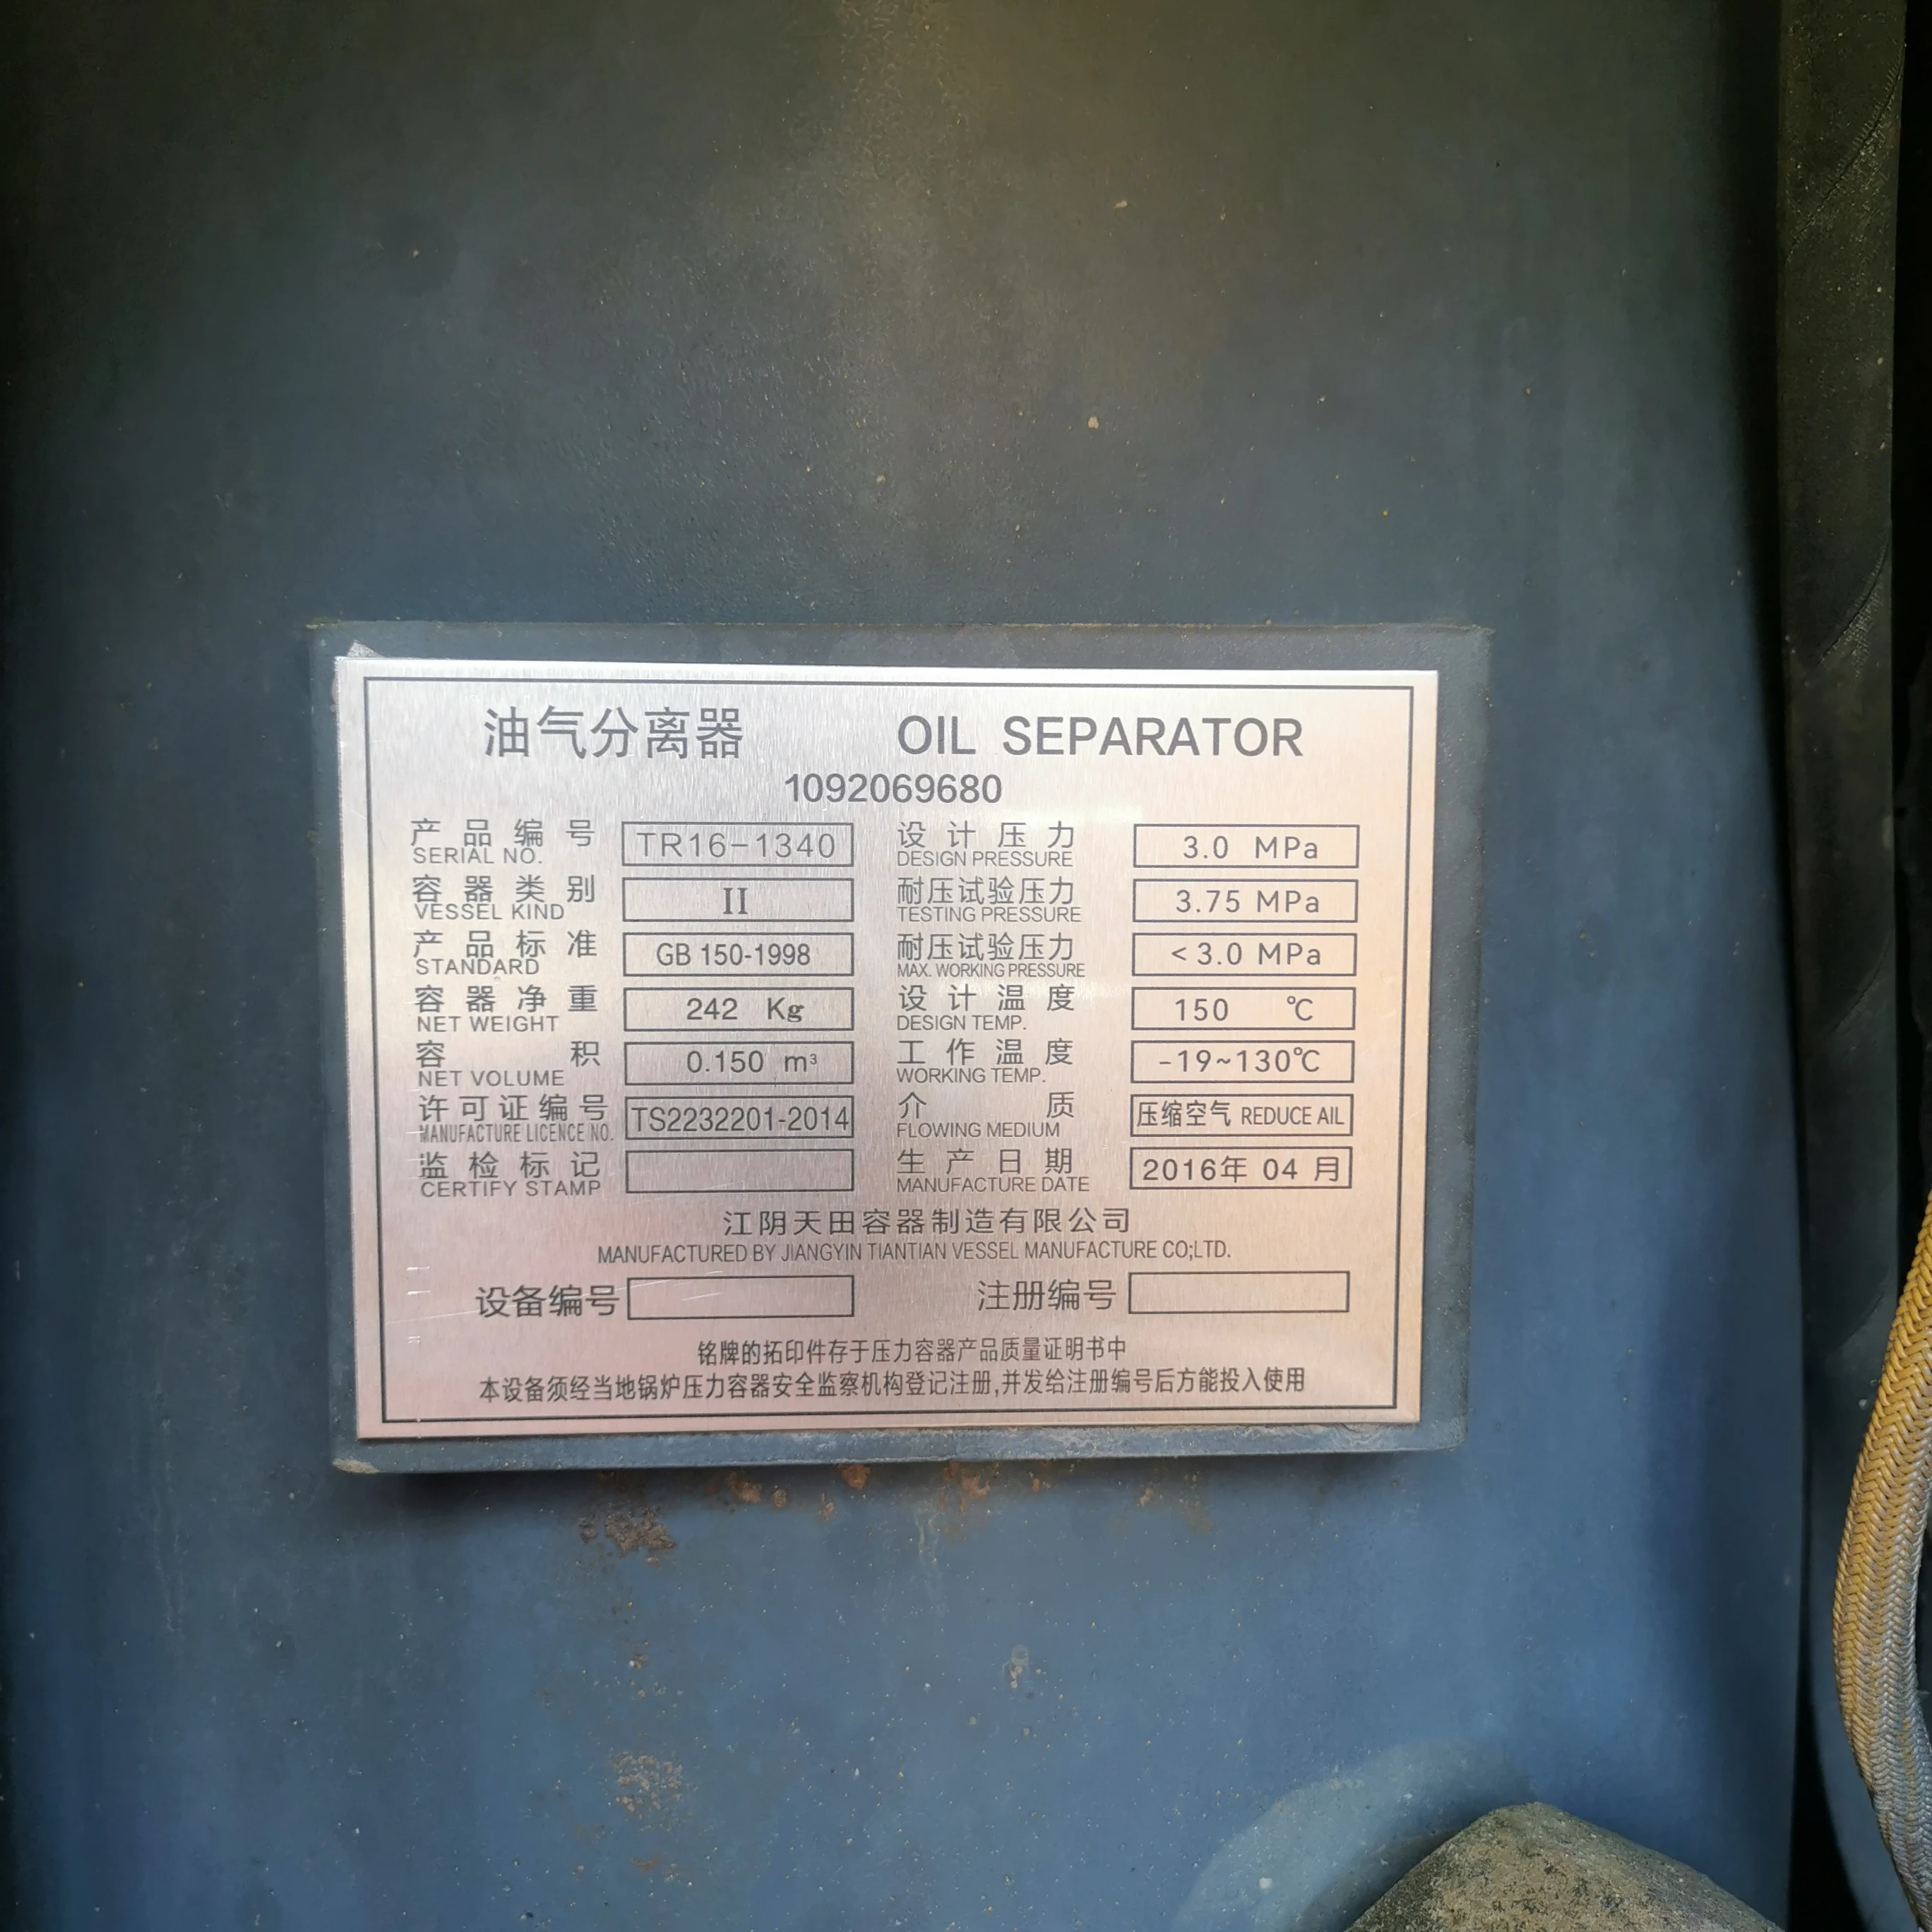 油气分离器 OIL SEPARATOR
1092069680
产品编号 TR16-1340 设计压力 3.0 MPa
SERIAL NO. DESIGN PRESSURE
容器类别 II 耐压试验压力 3.75 MPa
VESSEL KIND TESTING PRESSURE
产品标准 GB 150-1998 耐压试验压力 <3.0 MPa
STANDARD MAX. WORKING PRESSURE
容器净重 242 Kg 设计温度 150 ℃
NET WEIGHT DESIGN TEMP.
容积 0.150 m³ 工作温度 -19~130℃
NET VOLUME WORKING TEMP.
许可证编号 TS2232201-2014 介质 压缩空气 REDUCE AIL
MANUFACTURE LICENCE NO. FLOWING MEDIUM
监检标记 生产日期 2016年 04 月
CERTIFY STAMP MANUFACTURE DATE
江阴天田容器制造有限公司
MANUFACTURED BY JIANGYIN TIANTIAN VESSEL MANUFACTURE CO;LTD.
设备编号 注册编号
铭牌的拓印件存于压力容器产品质量证明书中
本设备须经当地锅炉压力容器安全监察机构登记注册,并发给注册编号后方能投入使用